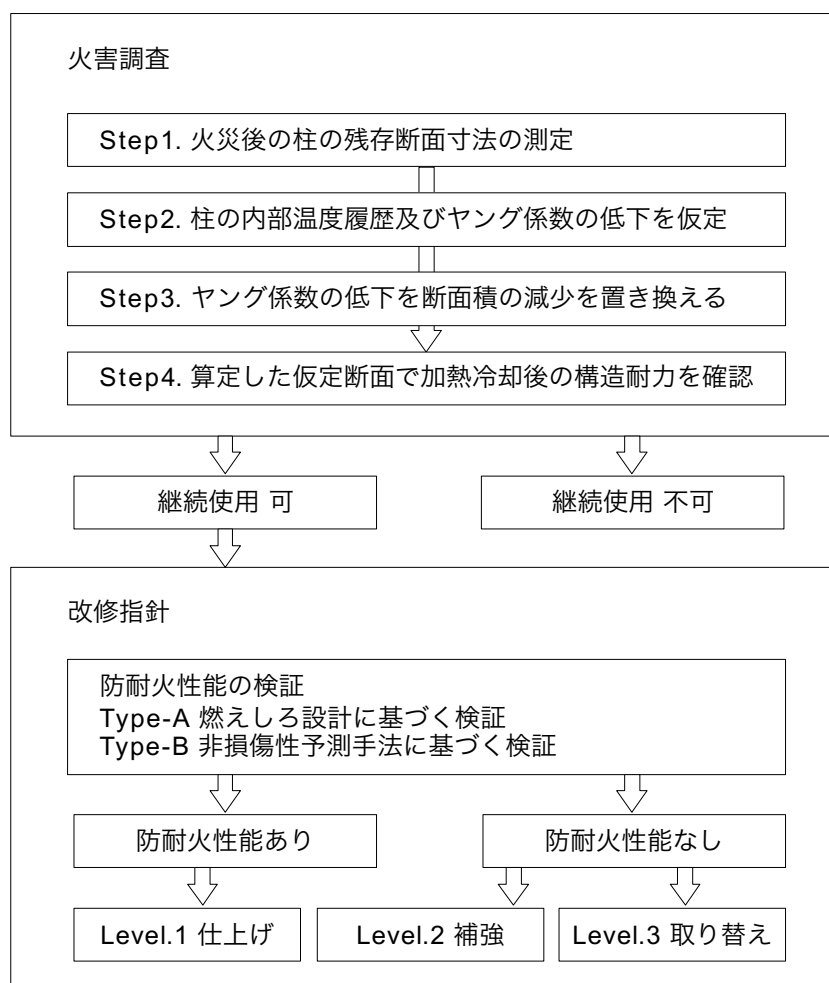 火害調査
Step1. 火災後の柱の残存断面寸法の測定
Step2. 柱の内部温度履歴及びヤング係数の低下を仮定
Step3. ヤング係数の低下を断面積の減少を置き換える
Step4. 算定した仮定断面で加熱冷却後の構造耐力を確認
継続使用 可
継続使用 不可
改修指針
防耐火性能の検証
Type-A 燃えしろ設計に基づく検証
Type-B 非損傷性予測手法に基づく検証
防耐火性能あり
防耐火性能なし
Level.1 仕上げ
Level.2 補強
Level.3 取り替え